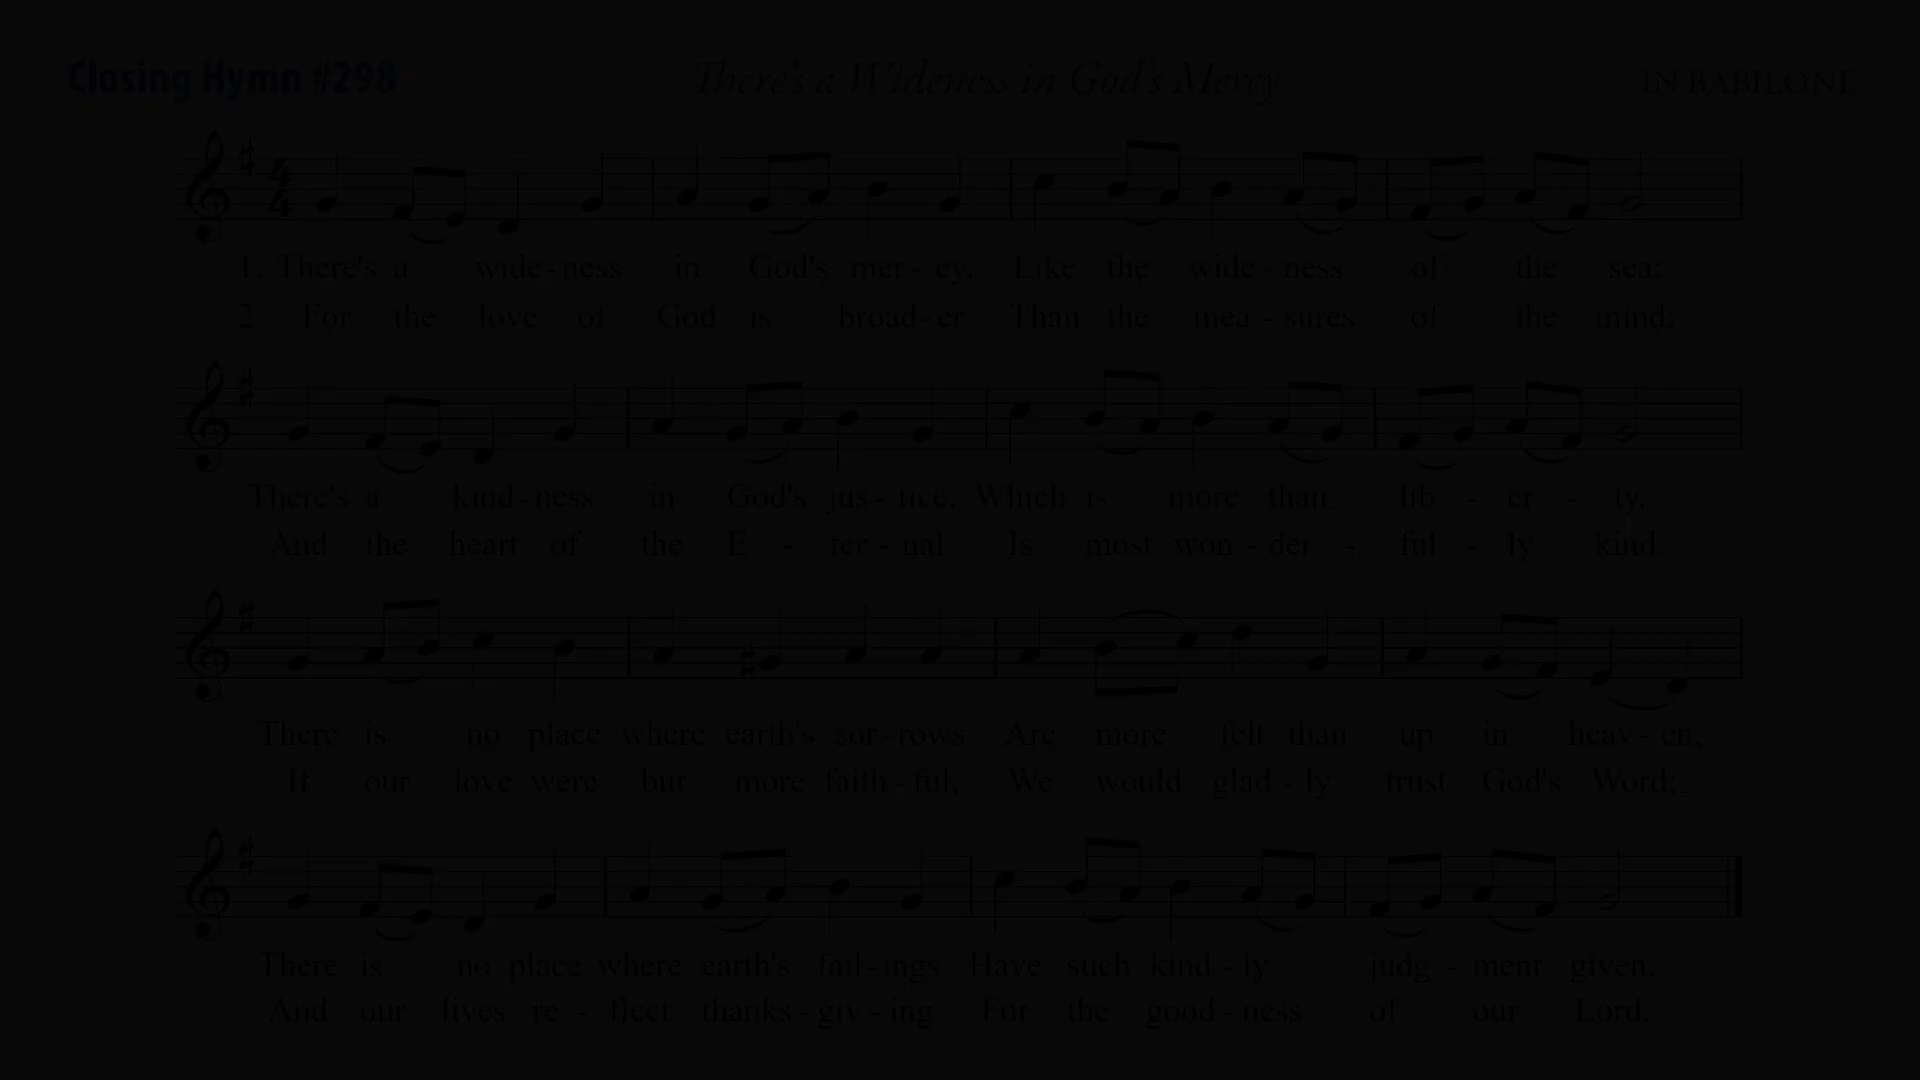 Closing Hymn #298
There's a Wideness in God's Mercy
IN BABILONE
1. There's a wide - ness in God's mer - cy, Like the wide - ness of the sea;
2. For the love of God is broad - er Than the mea - sures of the mind;
There's a kind - ness in God's jus - tice, Which is more than lib - er - ty.
And the heart of the E - ter - nal Is most won - der - ful - ly kind.
There is no place where earth's sor - rows Are more felt than up in heav - en;
If our love were but more faith - ful, We would glad - ly trust God's Word;
There is no place where earth's fail - ings Have such kind - ly judg - ment given.
And our lives re - flect thanks - giv - ing For the good - ness of our Lord.